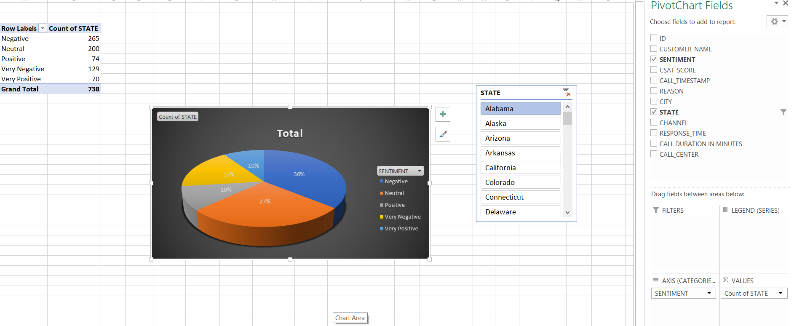 Row Labels Count of STATE
Negative 265
Neutral 200
Positive 74
Very Negative 129
Very Positive 70
Grand Total 738
Count of STATE
Total
36%
27%
10%
10%
SENTIMENT
Negative
Neutral
Positive
Very Negative
Very Positive
STATE
Alabama
Alaska
Arizona
Arkansas
California
Colorado
Connecticut
Delaware
Chart Area
PivotChart Fields
Choose fields to add to report:
ID
CUSTOMER_NAME
SENTIMENT
CSAT_SCORE
CALL_TIMESTAMP
REASON
CITY
STATE
CHANNEL
RESPONSE_TIME
CALL DURATION IN MINUTES
CALL_CENTER
Drag fields between areas below:
FILTERS
LEGEND (SERIES)
AXIS (CATEGORIE...
VALUES
SENTIMENT
Count of STATE